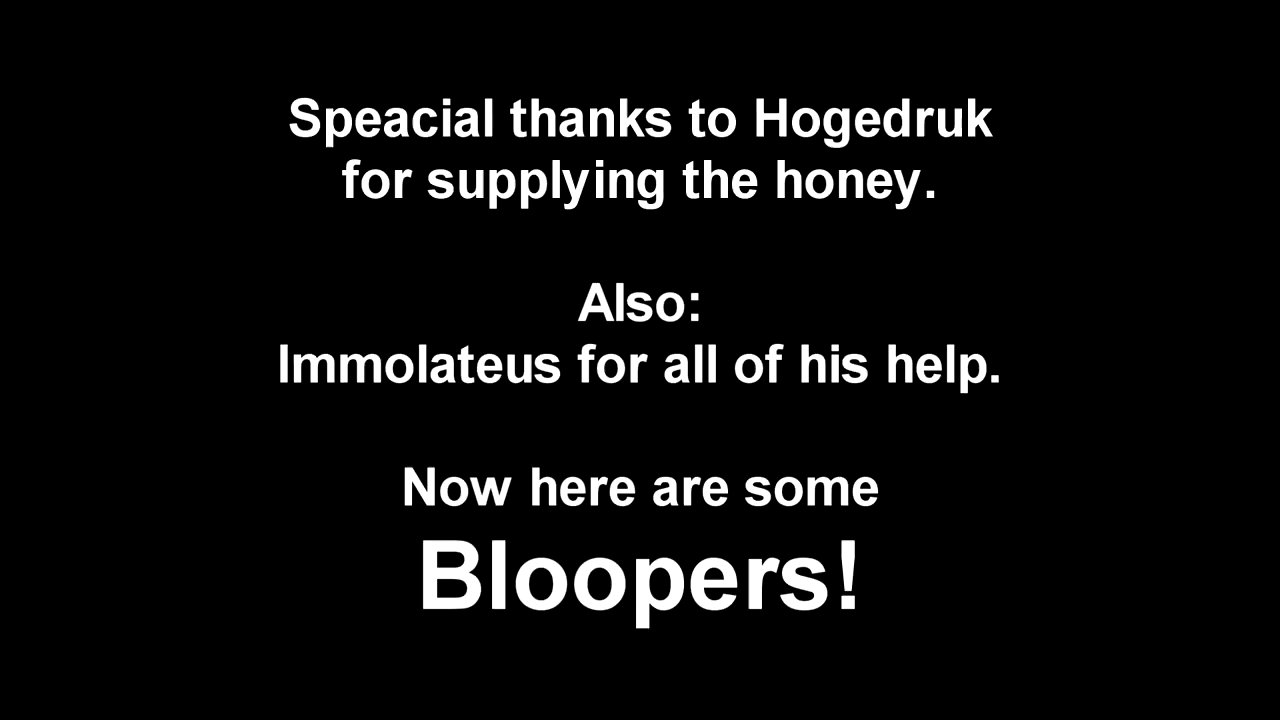 Speacial thanks to Hogedruk
for supplying the honey.
Also:
Immolateus for all of his help.
Now here are some
Bloopers!